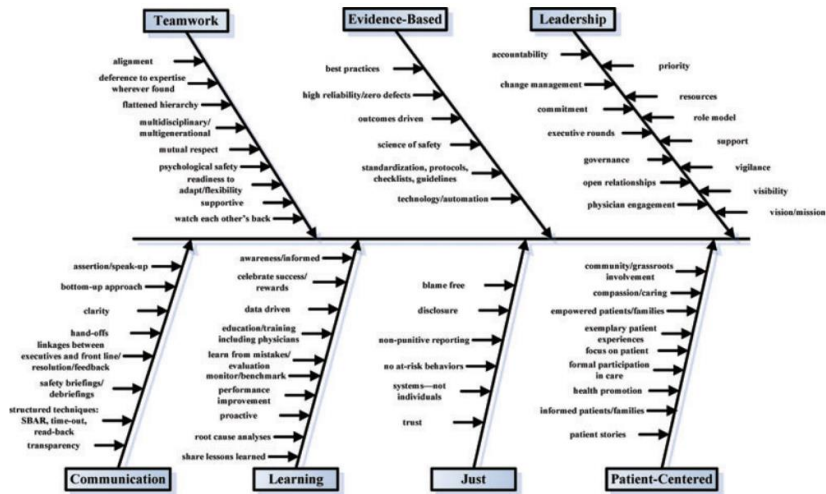 Teamwork
Evidence-Based
Leadership
alignment
deference to expertise
wherever found
flattened hierarchy
multidisciplinary/
multigenerational
mutual respect
psychological safety
readiness to
adapt/flexibility
supportive
watch each other's back
best practices
high reliability/zero defects
outcomes driven
science of safety
standardization, protocols,
checklists, guidelines
technology/automation
accountability
change management
commitment
executive rounds
governance
open relationships
physician engagement
priority
resources
role model
support
vigilance
visibility
vision/mission
assertion/speak-up
bottom-up approach
clarity
hand-offs
linkages between
executives and front line/
resolution/feedback
safety briefings/
debriefings
structured techniques:
SBAR, time-out,
read-back
transparency
awareness/informed
celebrate success/
rewards
data driven
education/training
including physicians
learn from mistakes/
evaluation
monitor/benchmark
performance
improvement
proactive
root cause analyses
share lessons learned
blame free
disclosure
non-punitive reporting
no at-risk behaviors
systems—not
individuals
trust
community/grassroots
involvement
compassion/caring
empowered patients/families
exemplary patient
experiences
focus on patient
formal participation
in care
health promotion
informed patients/families
patient stories
Communication
Learning
Just
Patient-Centered